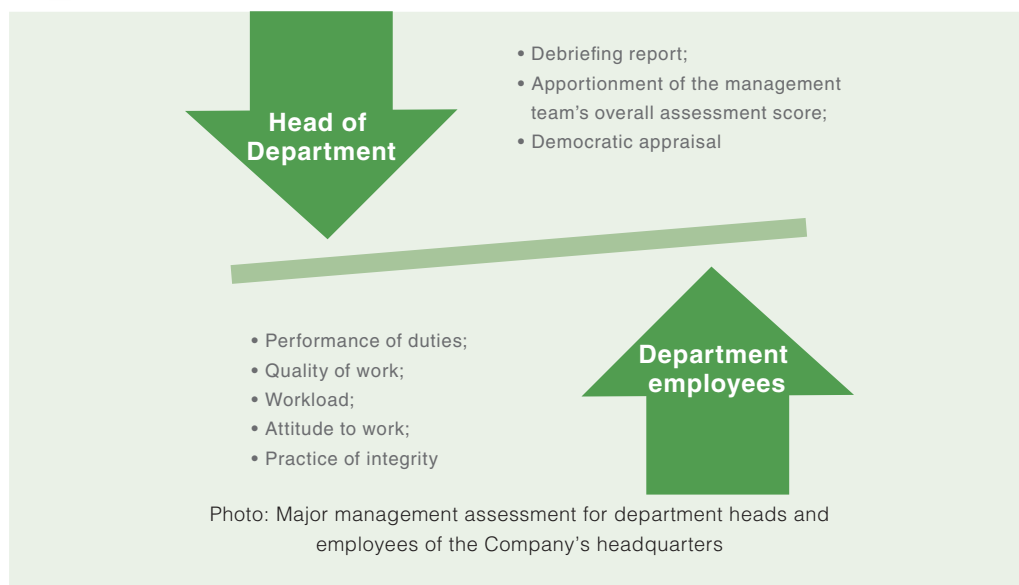 Head of
Department
• Debriefing report;
• Apportionment of the management
team’s overall assessment score;
• Democratic appraisal
• Performance of duties;
• Quality of work;
• Workload;
• Attitude to work;
• Practice of integrity
Department
employees
Photo: Major management assessment for department heads and
employees of the Company’s headquarters